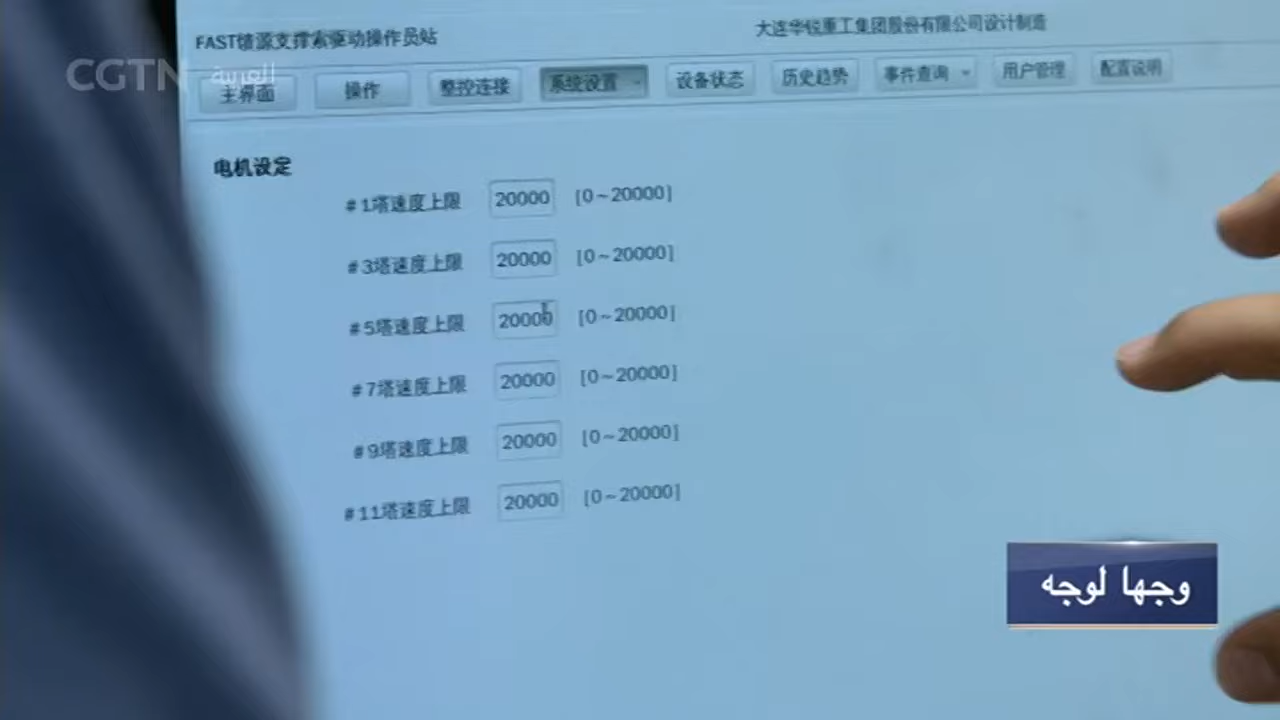 FAST馈源支撑索驱动操作员站
大连华锐重工集团股份有限公司设计制造
CGTN العربية
主界面 操作 整控连接 系统设置 设备状态 历史趋势 事件查询 用户管理 配置说明
电机设定
#1塔速度上限 20000 [0~20000]
#3塔速度上限 20000 [0~20000]
#5塔速度上限 20000 [0~20000]
#7塔速度上限 20000 [0~20000]
#9塔速度上限 20000 [0~20000]
#11塔速度上限 20000 [0~20000]
وجها لوجه